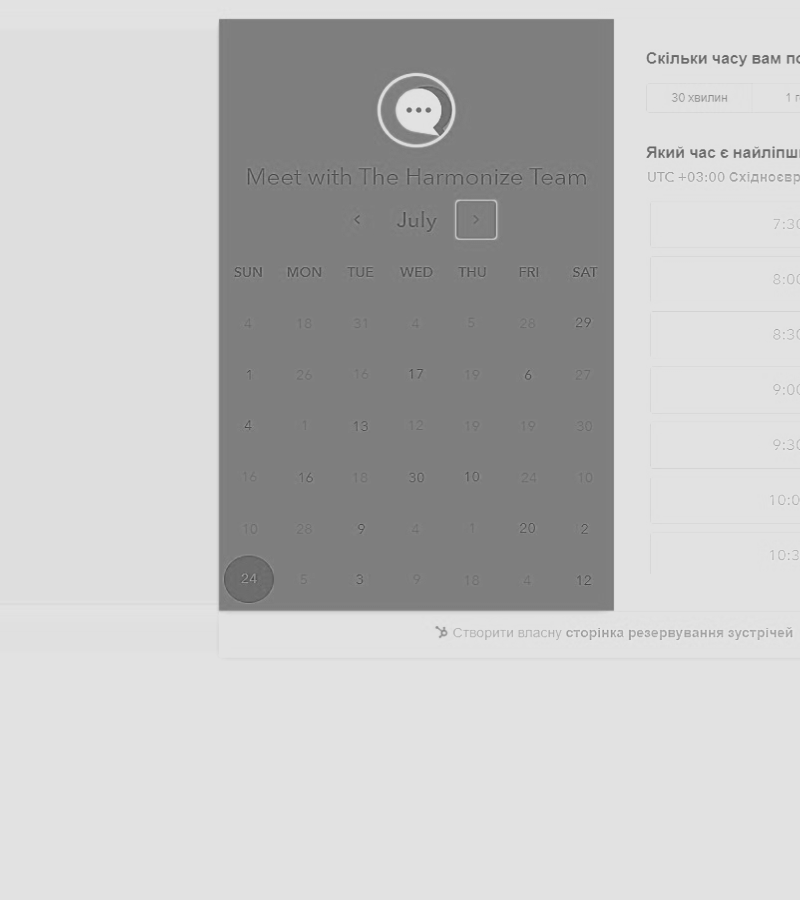 Meet with The Harmonize Team
July
SUN MON TUE WED THU FRI SAT
4 18 31 4 5 28 29
1 26 16 17 19 6 27
4 1 13 12 19 19 30
16 16 18 30 10 24 10
10 28 9 4 1 20 2
24 5 3 9 18 4 12
Скільки часу вам
30 хвилин 1
Який час є
UTC +03:00
7:30
8:00
8:30
9:00
9:30
10:0
10:3
Створити власну сторінка резервування зустрічей